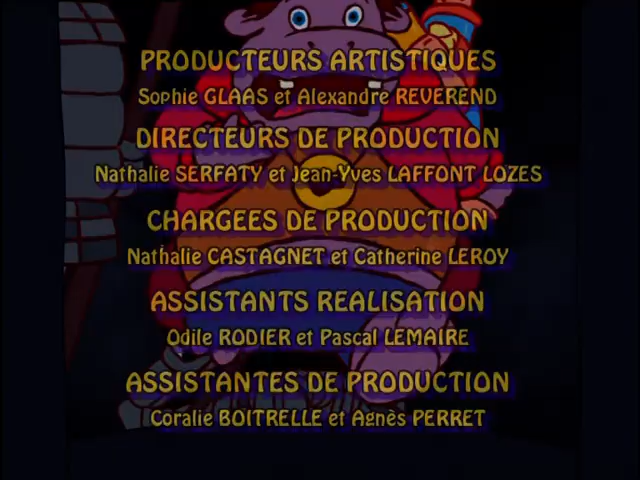 PRODUCTEURS ARTISTIQUES
Sophie GLAAS et Alexandre REVEREND
DIRECTEURS DE PRODUCTION
Nathalie SERFATY et Jean-Yves LAFFONT LOZES
CHARGEES DE PRODUCTION
Nathalie CASTAGNET et Catherine LEROY
ASSISTANTS REALISATION
Odile RODIER et Pascal LEMAIRE
ASSISTANTES DE PRODUCTION
Coralie BOITRELLE et Agnès PERRET